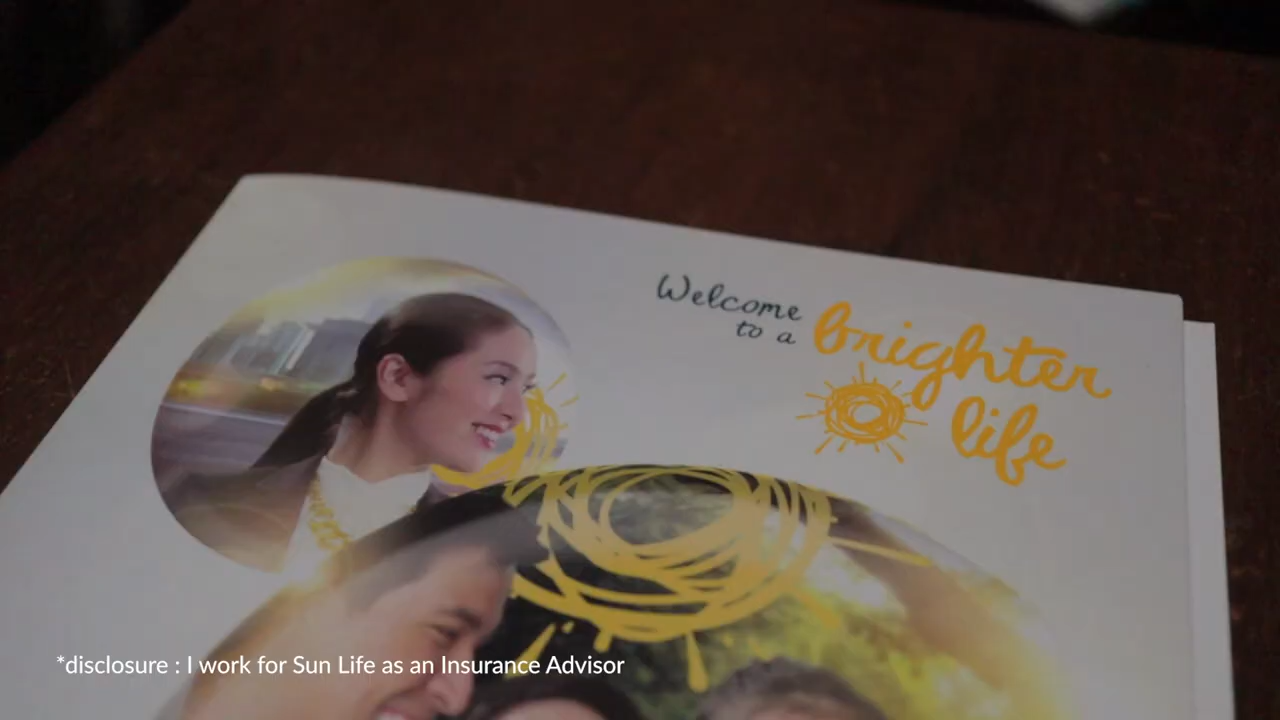 Welcome
to a brighter
life
*disclosure : I work for Sun Life as an Insurance Advisor